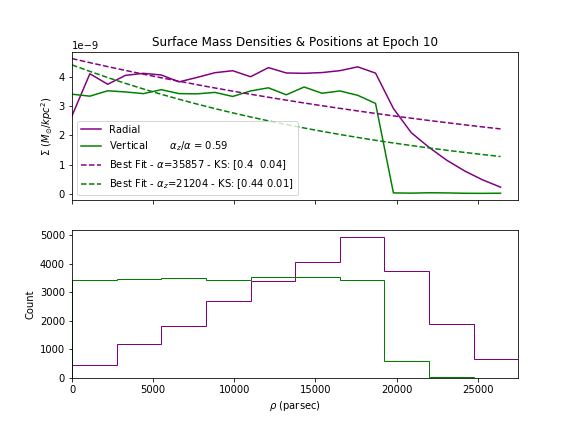 Surface Mass Densities & Positions at Epoch 10
1e−9
4
3
2
1
0
Σ (M⊙/kpc²)
Radial
Vertical α_z/α = 0.59
Best Fit - α=35857 - KS: [0.4 0.04]
Best Fit - α_z=21204 - KS: [0.44 0.01]
5000
4000
3000
2000
1000
0
Count
0 5000 10000 15000 20000 25000
ρ (parsec)